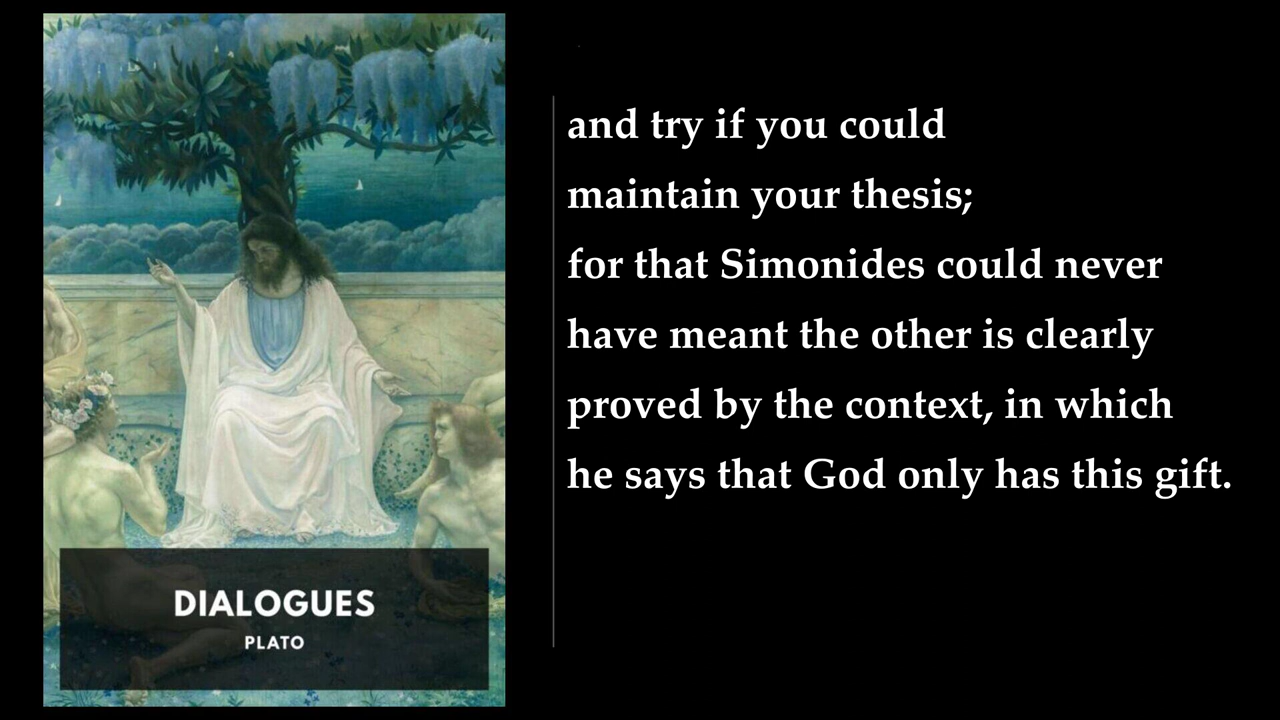 and try if you could
maintain your thesis;
for that Simonides could never
have meant the other is clearly
proved by the context, in which
he says that God only has this gift.
DIALOGUES
PLATO